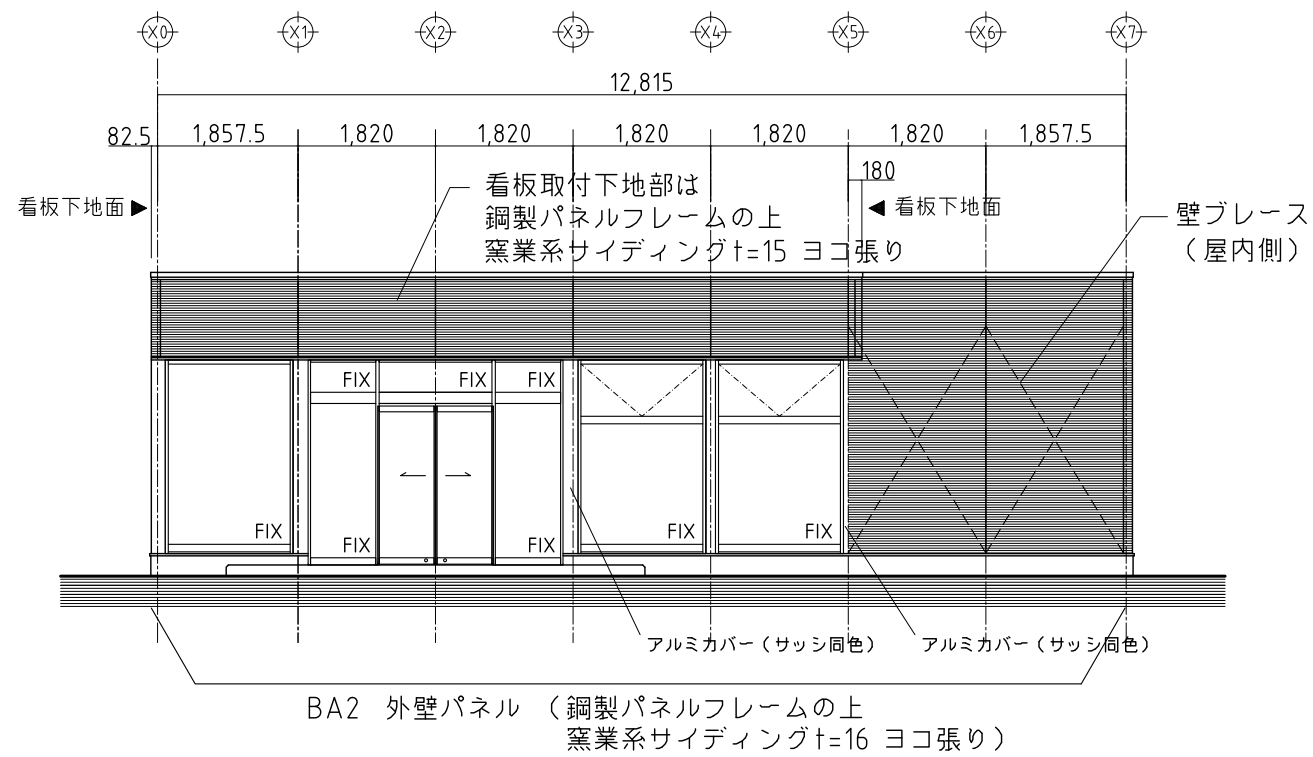 X0 X1 X2 X3 X4 X5 X6 X7
12,815
82.5 1,857.5 1,820 1,820 1,820 1,820 1,820 1,857.5
180
看板下地面
看板取付下地部は
鋼製パネルフレームの上
窯業系サイディングt=15 ヨコ張り
看板下地面
壁ブレース
(屋内側)
FIX FIX FIX
FIX FIX FIX FIX FIX
アルミカバー(サッシ同色) アルミカバー(サッシ同色)
BA2 外壁パネル (鋼製パネルフレームの上
窯業系サイディングt=16 ヨコ張り)